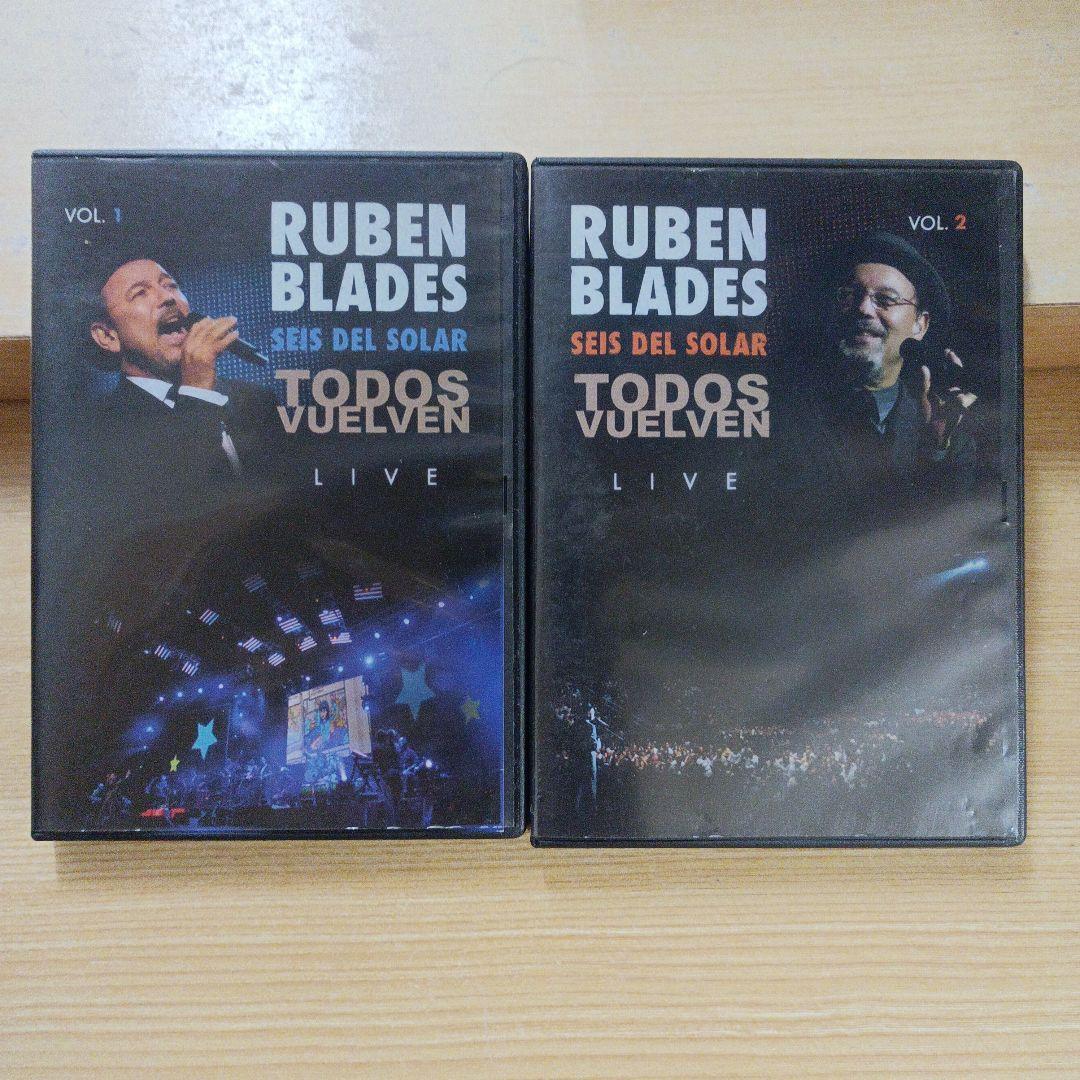 VOL. 1
RUBEN
BLADES
SEIS DEL SOLAR
TODOS
VUELVEN
LIVE
RUBEN
BLADES
VOL. 2
SEIS DEL SOLAR
TODOS
VUELVEN
LIVE